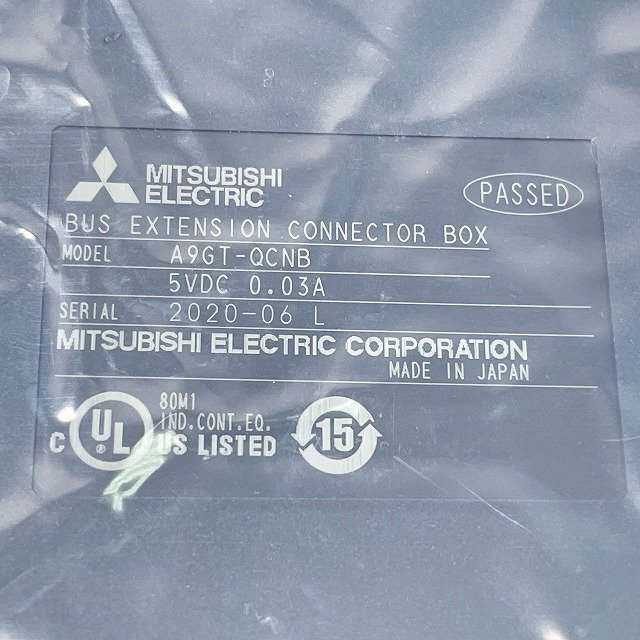 MITSUBISHI
ELECTRIC
PASSED
BUS EXTENSION CONNECTOR BOX
MODEL A9GT-QCNB
5VDC 0.03A
SERIAL 2020-06 L
MITSUBISHI ELECTRIC CORPORATION
MADE IN JAPAN
80M1
IND.CONT.EQ.
C UL US LISTED
15